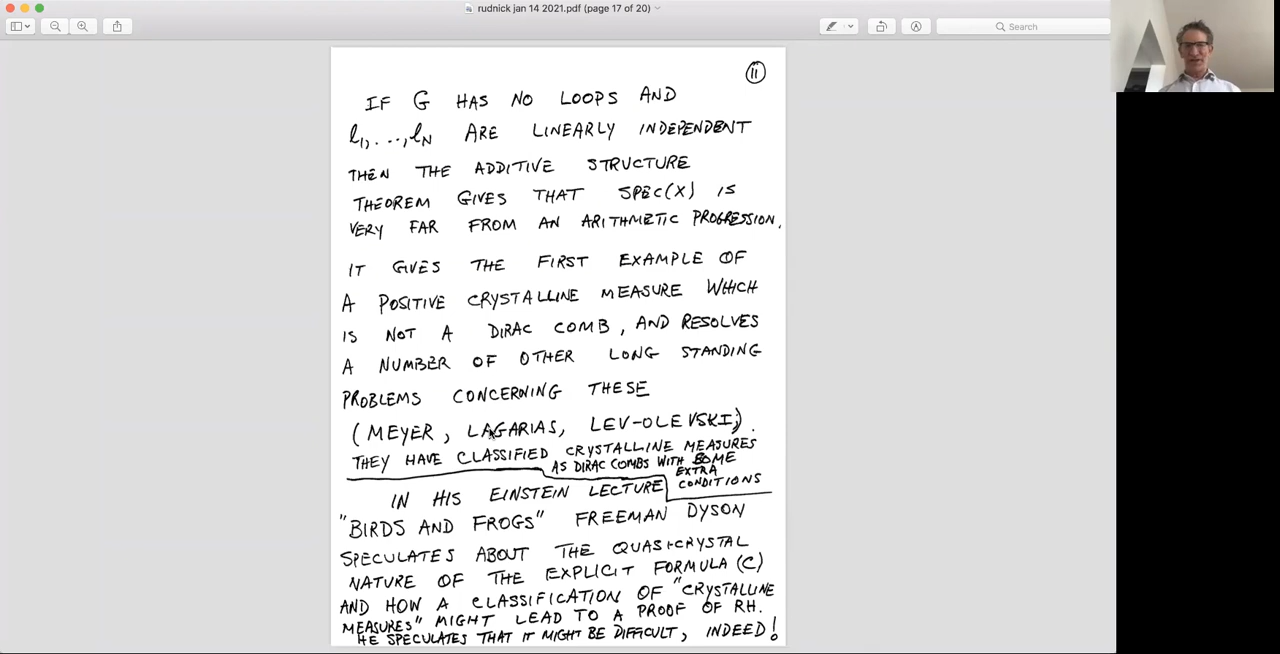 rudnick jan 14 2021.pdf (page 17 of 20)
Search
11
IF G HAS NO LOOPS AND
l1,...,lN ARE LINEARLY INDEPENDENT
THEN THE ADDITIVE STRUCTURE
THEOREM GIVES THAT SPEC(X) IS
VERY FAR FROM AN ARITHMETIC PROGRESSION.
IT GIVES THE FIRST EXAMPLE OF
A POSITIVE CRYSTALLINE MEASURE WHICH
IS NOT A DIRAC COMB, AND RESOLVES
A NUMBER OF OTHER LONG STANDING
PROBLEMS CONCERNING THESE
(MEYER, LAGARIAS, LEV-OLEVSKI,).
THEY HAVE CLASSIFIED CRYSTALLINE MEASURES
AS DIRAC COMBS WITH SOME
EXTRA
CONDITIONS
IN HIS EINSTEIN LECTURE
"BIRDS AND FROGS" FREEMAN DYSON
SPECULATES ABOUT THE QUASI-CRYSTAL
NATURE OF THE EXPLICIT FORMULA (C)
AND HOW A CLASSIFICATION OF "CRYSTALLINE
MEASURES" MIGHT LEAD TO A PROOF OF RH.
HE SPECULATES THAT IT MIGHT BE DIFFICULT, INDEED!